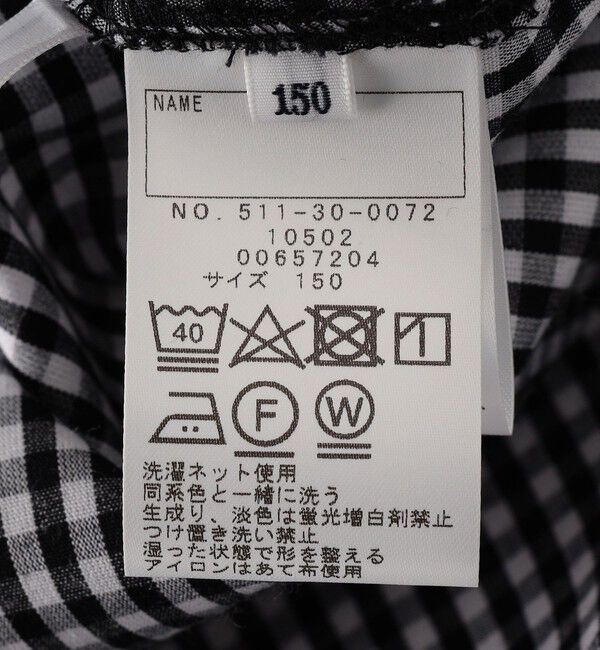 150
NAME
NO. 511-30-0072
10502
00657204
サイズ 150
40
F
W
洗濯ネット使用
同系色と一緒に洗う
生成り、淡色は蛍光増白剤禁止
つけ置き洗い禁止
湿った状態で形を整える
アイロンはあて布使用